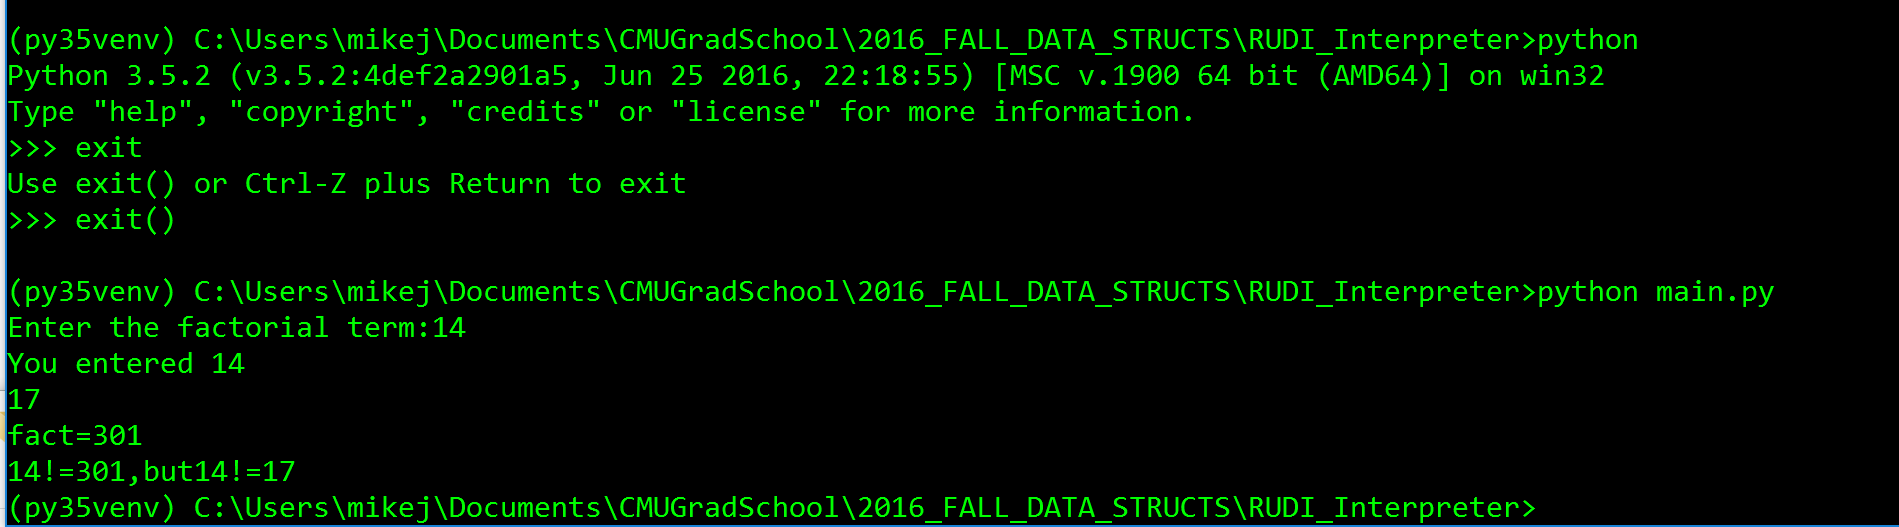 (py35venv) C:\Users\mikej\Documents\CMUGradSchool\2016_FALL_DATA_STRUCTS\RUDI_Interpreter>python
Python 3.5.2 (v3.5.2:4def2a2901a5, Jun 25 2016, 22:18:55) [MSC v.1900 64 bit (AMD64)] on win32
Type "help", "copyright", "credits" or "license" for more information.
>>> exit
Use exit() or Ctrl-Z plus Return to exit
>>> exit()
(py35venv) C:\Users\mikej\Documents\CMUGradSchool\2016_FALL_DATA_STRUCTS\RUDI_Interpreter>python main.py
Enter the factorial term:14
You entered 14
17
fact=301
14!=301,but14!=17
(py35venv) C:\Users\mikej\Documents\CMUGradSchool\2016_FALL_DATA_STRUCTS\RUDI_Interpreter>